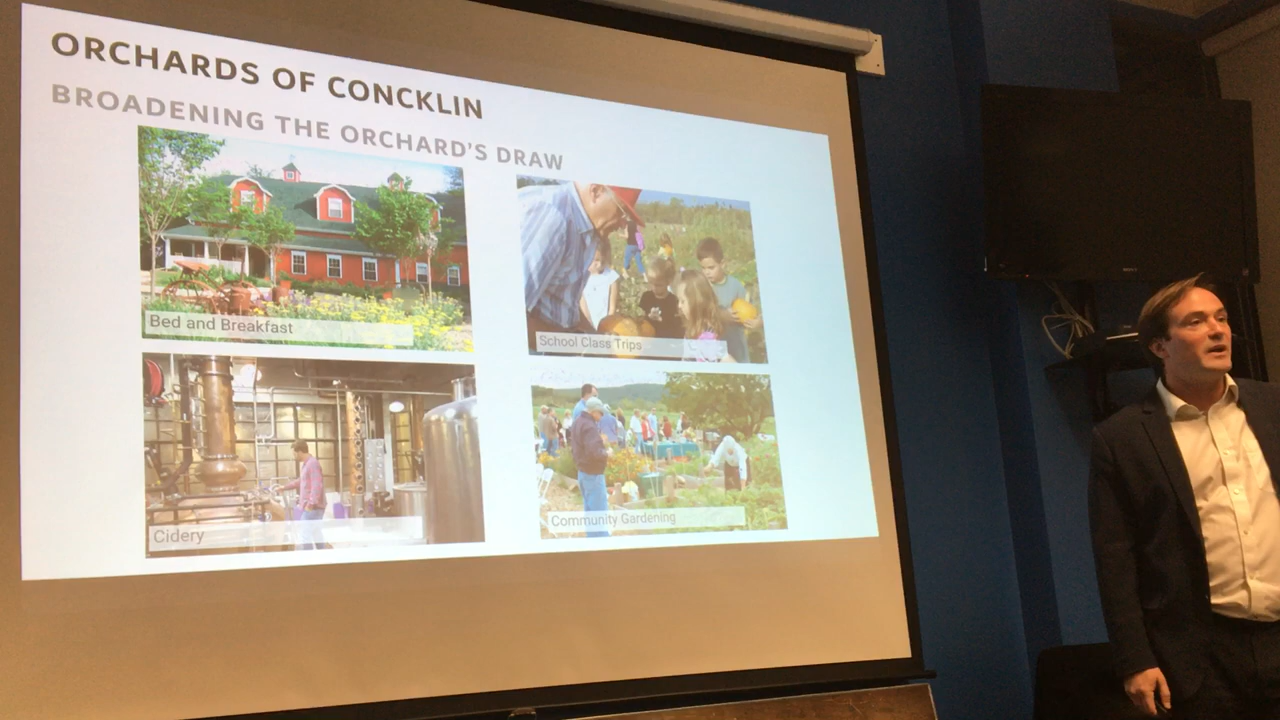 ORCHARDS OF CONCKLIN
BROADENING THE ORCHARD'S DRAW
Bed and Breakfast
School Class Trips
Cidery
Community Gardening